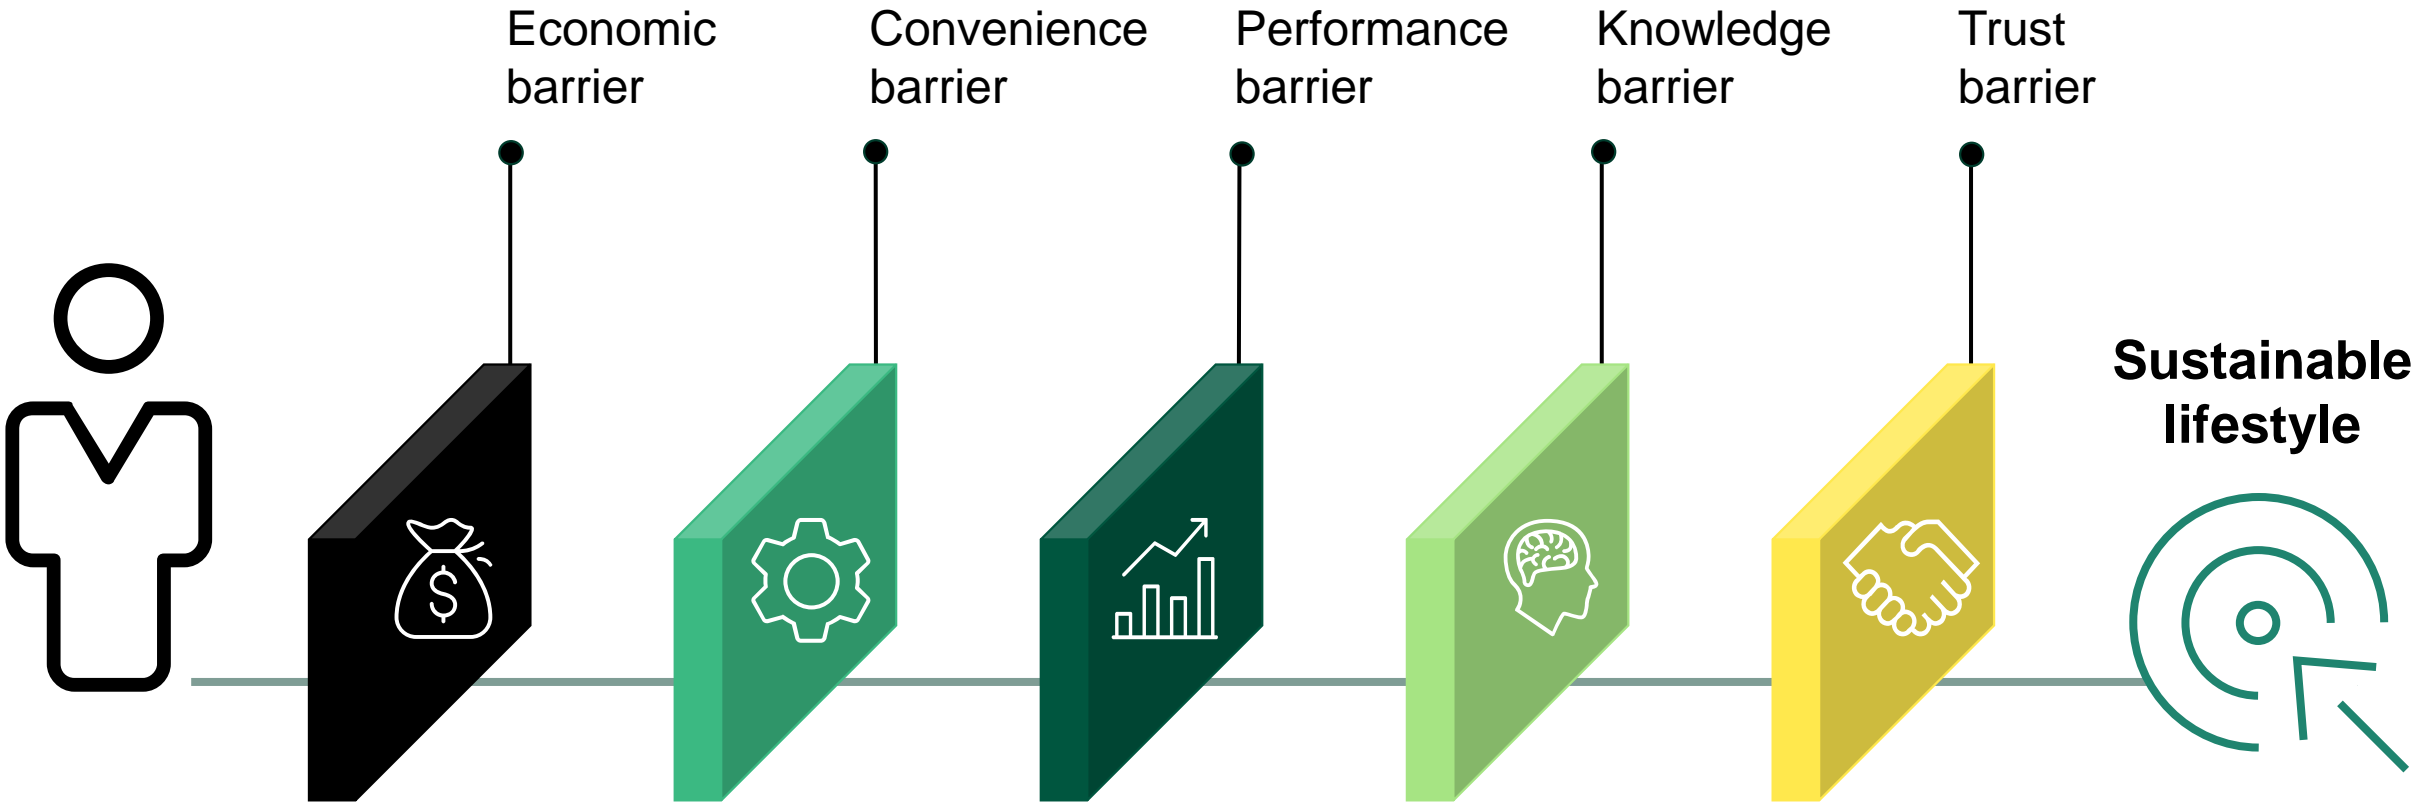 Economic
barrier
Convenience
barrier
Performance
barrier
Knowledge
barrier
Trust
barrier
Sustainable
lifestyle
$